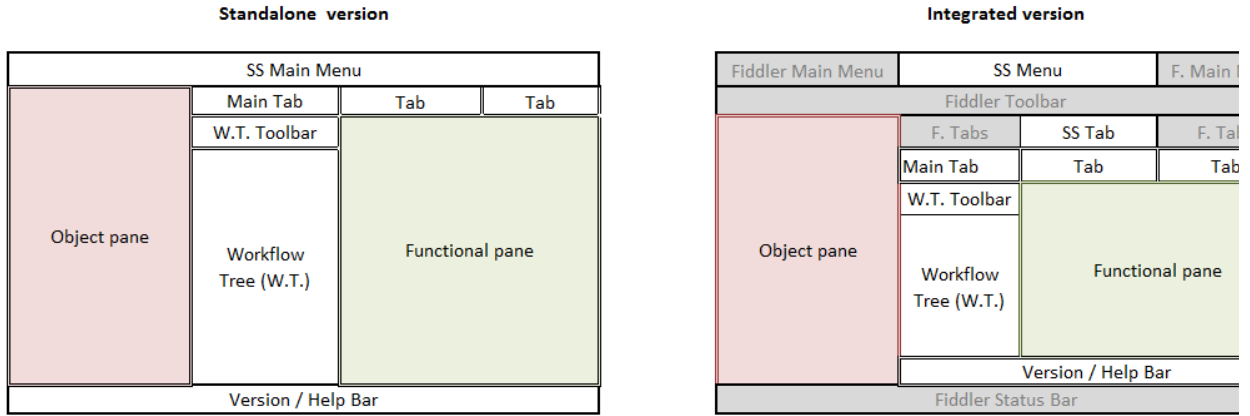 Standalone version
SS Main Menu
Main Tab
Tab
Tab
W.T. Toolbar
Object pane
Workflow
Tree (W.T.)
Functional pane
Version / Help Bar
Integrated version
Fiddler Main Menu
SS Menu
F. Main
Fiddler Toolbar
F. Tabs
SS Tab
F.
Main Tab
Tab
Tab
W.T. Toolbar
Object pane
Workflow
Tree (W.T.)
Functional pane
Version / Help Bar
Fiddler Status Bar